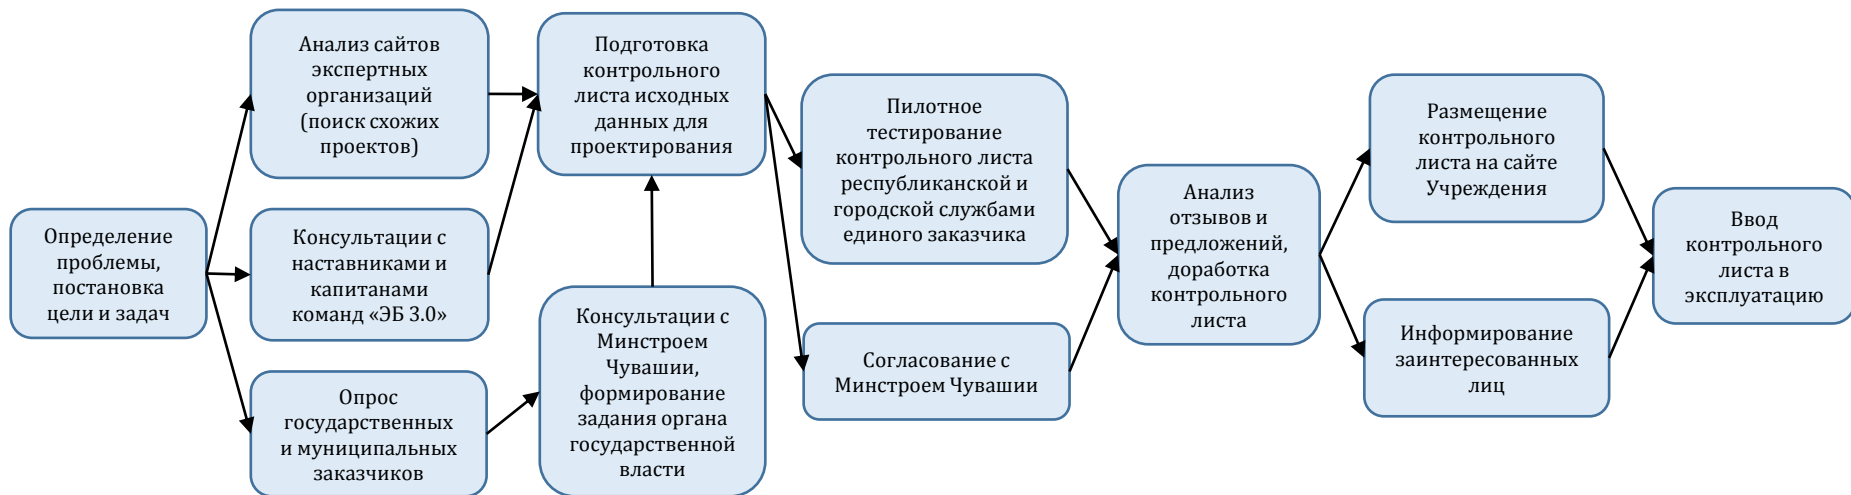 Определение
проблемы,
постановка
цели и задач
Анализ сайтов
экспертных
организаций
(поиск схожих
проектов)
Консультации с
наставниками и
капитанами
команд «ЭБ 3.0»
Опрос
государственных
и муниципальных
заказчиков
Подготовка
контрольного
листа исходных
данных для
проектирования
Консультации с
Минстроем
Чувашии,
формирование
задания органа
государственной
власти
Пилотное
тестирование
контрольного листа
республиканской и
городской службами
единого заказчика
Согласование с
Минстроем Чувашии
Анализ
отзывов и
предложений,
доработка
контрольного
листа
Размещение
контрольного
листа на сайте
Учреждения
Информирование
заинтересованных
лиц
Ввод
контрольного
листа в
эксплуатацию